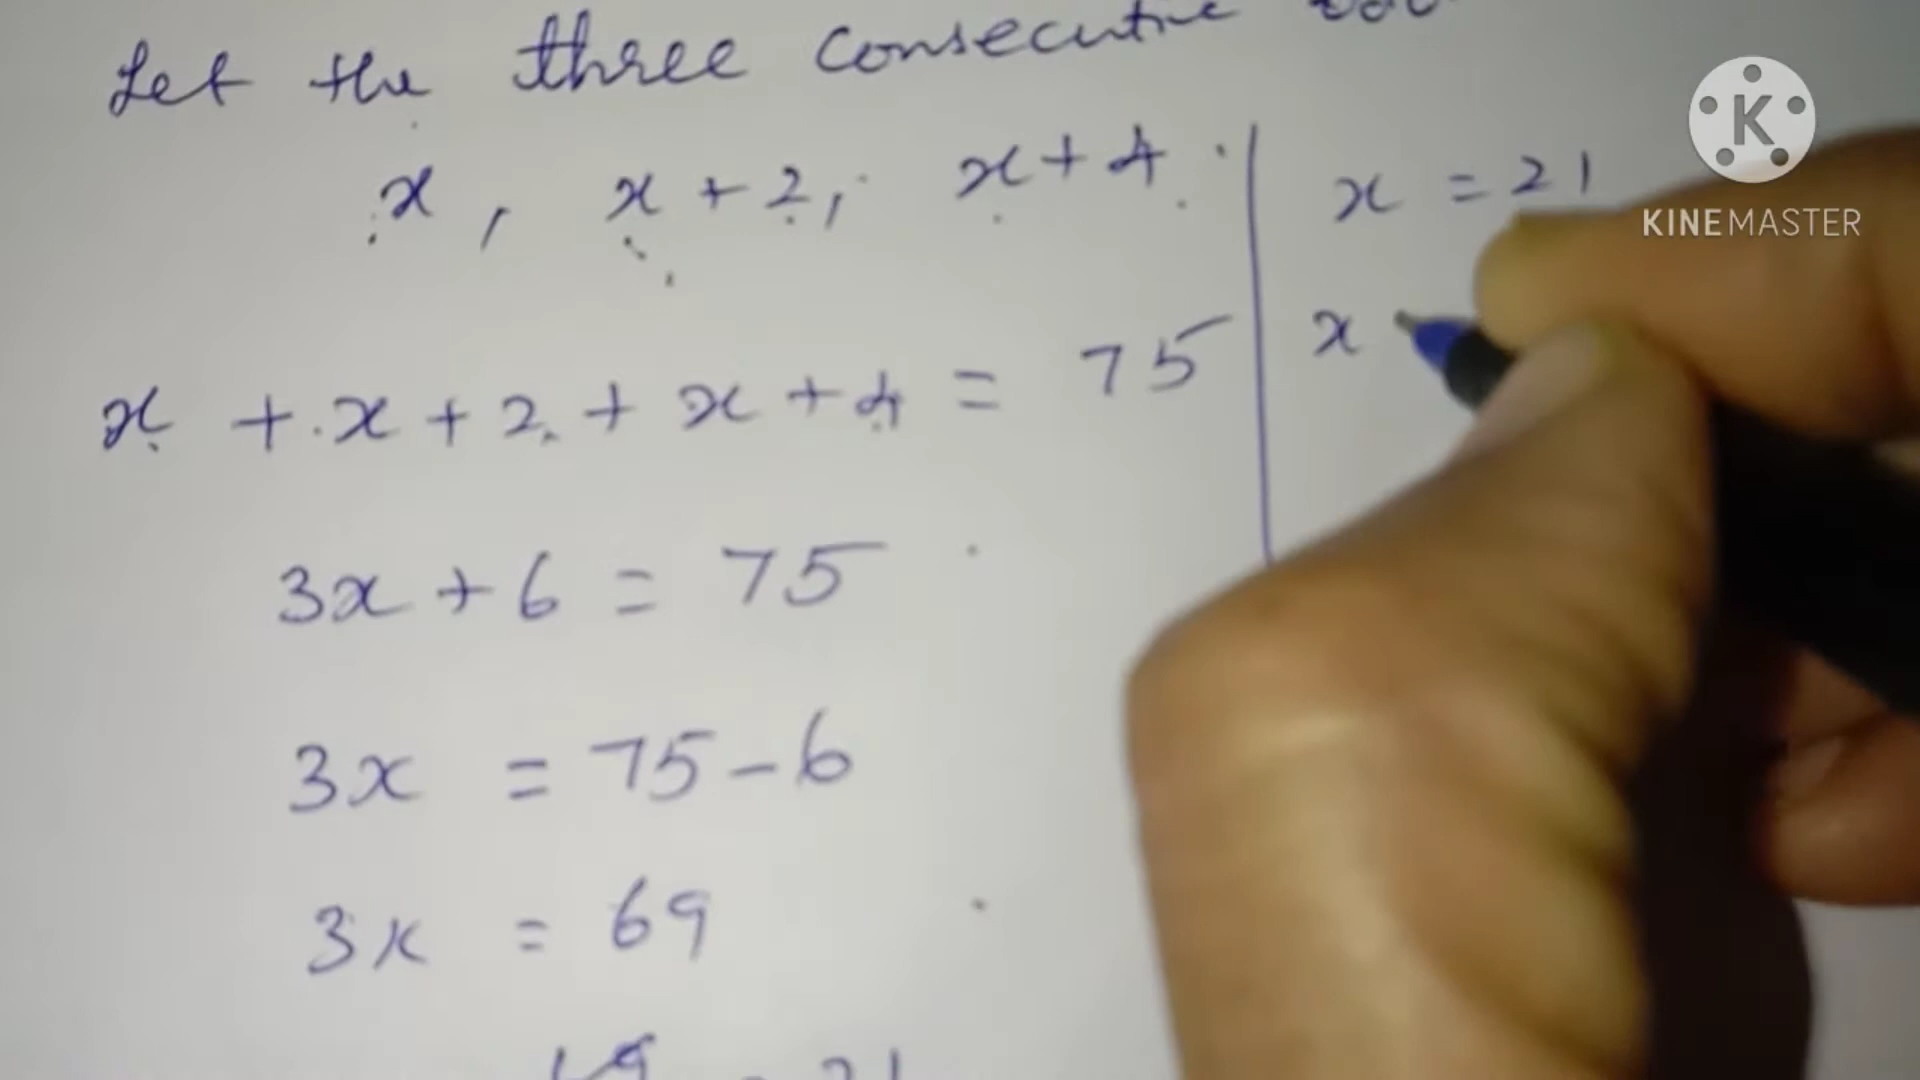 Let the three consecutive
x , x + 2, x + 4
x + x + 2 + x + 4 = 75
3x + 6 = 75
3x = 75 - 6
3x = 69
= 21
x = 21
x
K
KINEMASTER